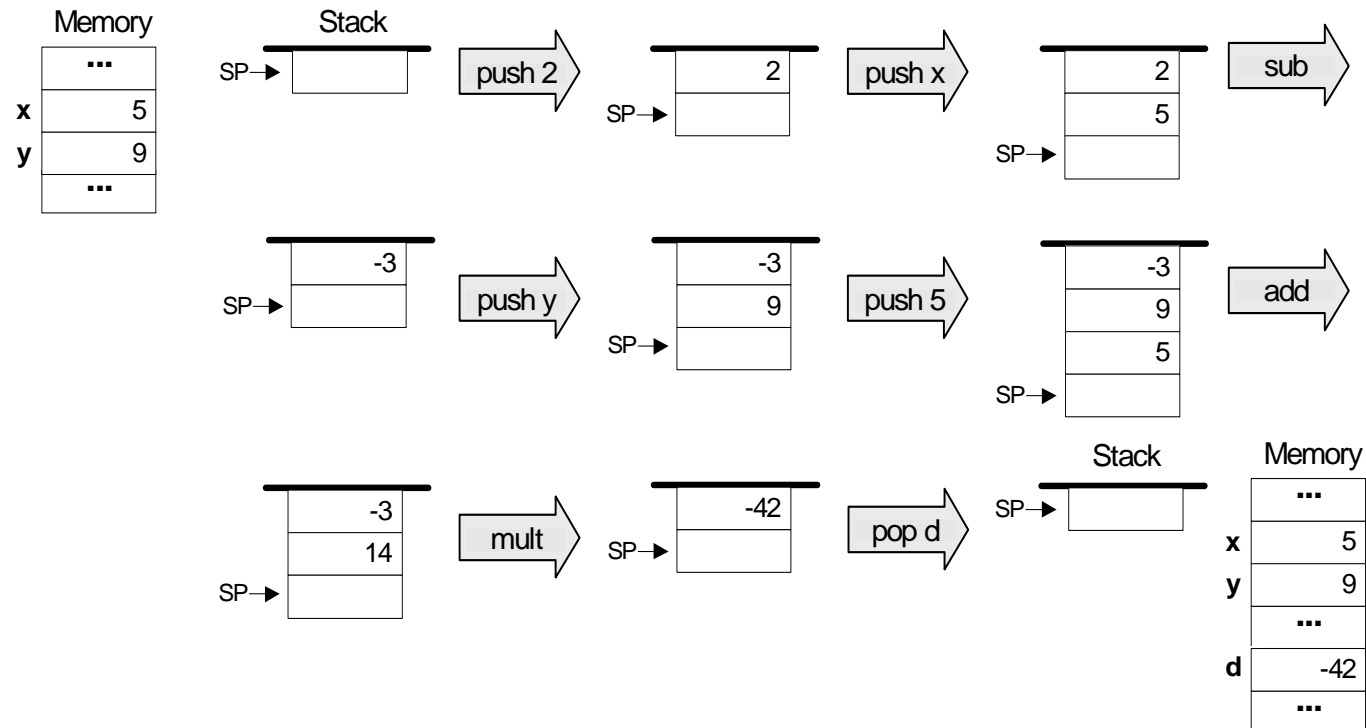 Memory
...
x 5
y 9
...
Stack
SP
push 2
2
SP
push x
2
5
SP
sub
-3
SP
push y
-3
9
SP
push 5
-3
9
5
SP
add
-3
14
SP
mult
-42
SP
pop d
Stack
SP
Memory
...
x 5
y 9
...
d -42
...